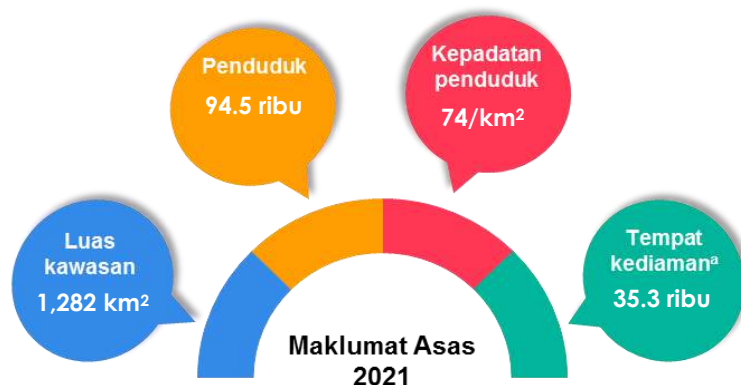 Penduduk
94.5 ribu
Kepadatan
penduduk
74/km²
Luas
kawasan
1,282 km²
Tempat
kediamanª
35.3 ribu
Maklumat Asas
2021